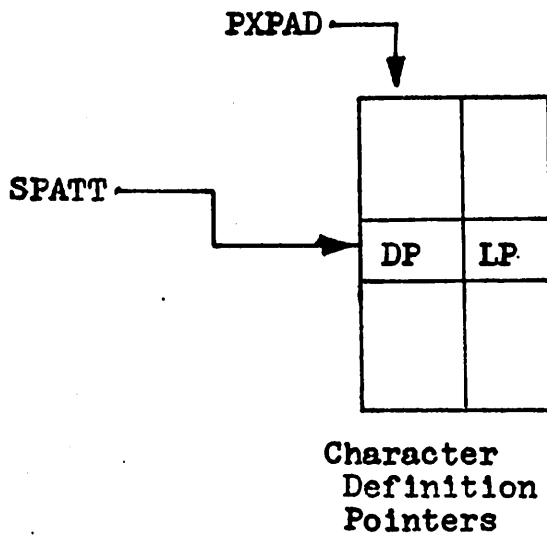 PXPAD
SPATT
DP LP
Character
Definition
Pointers